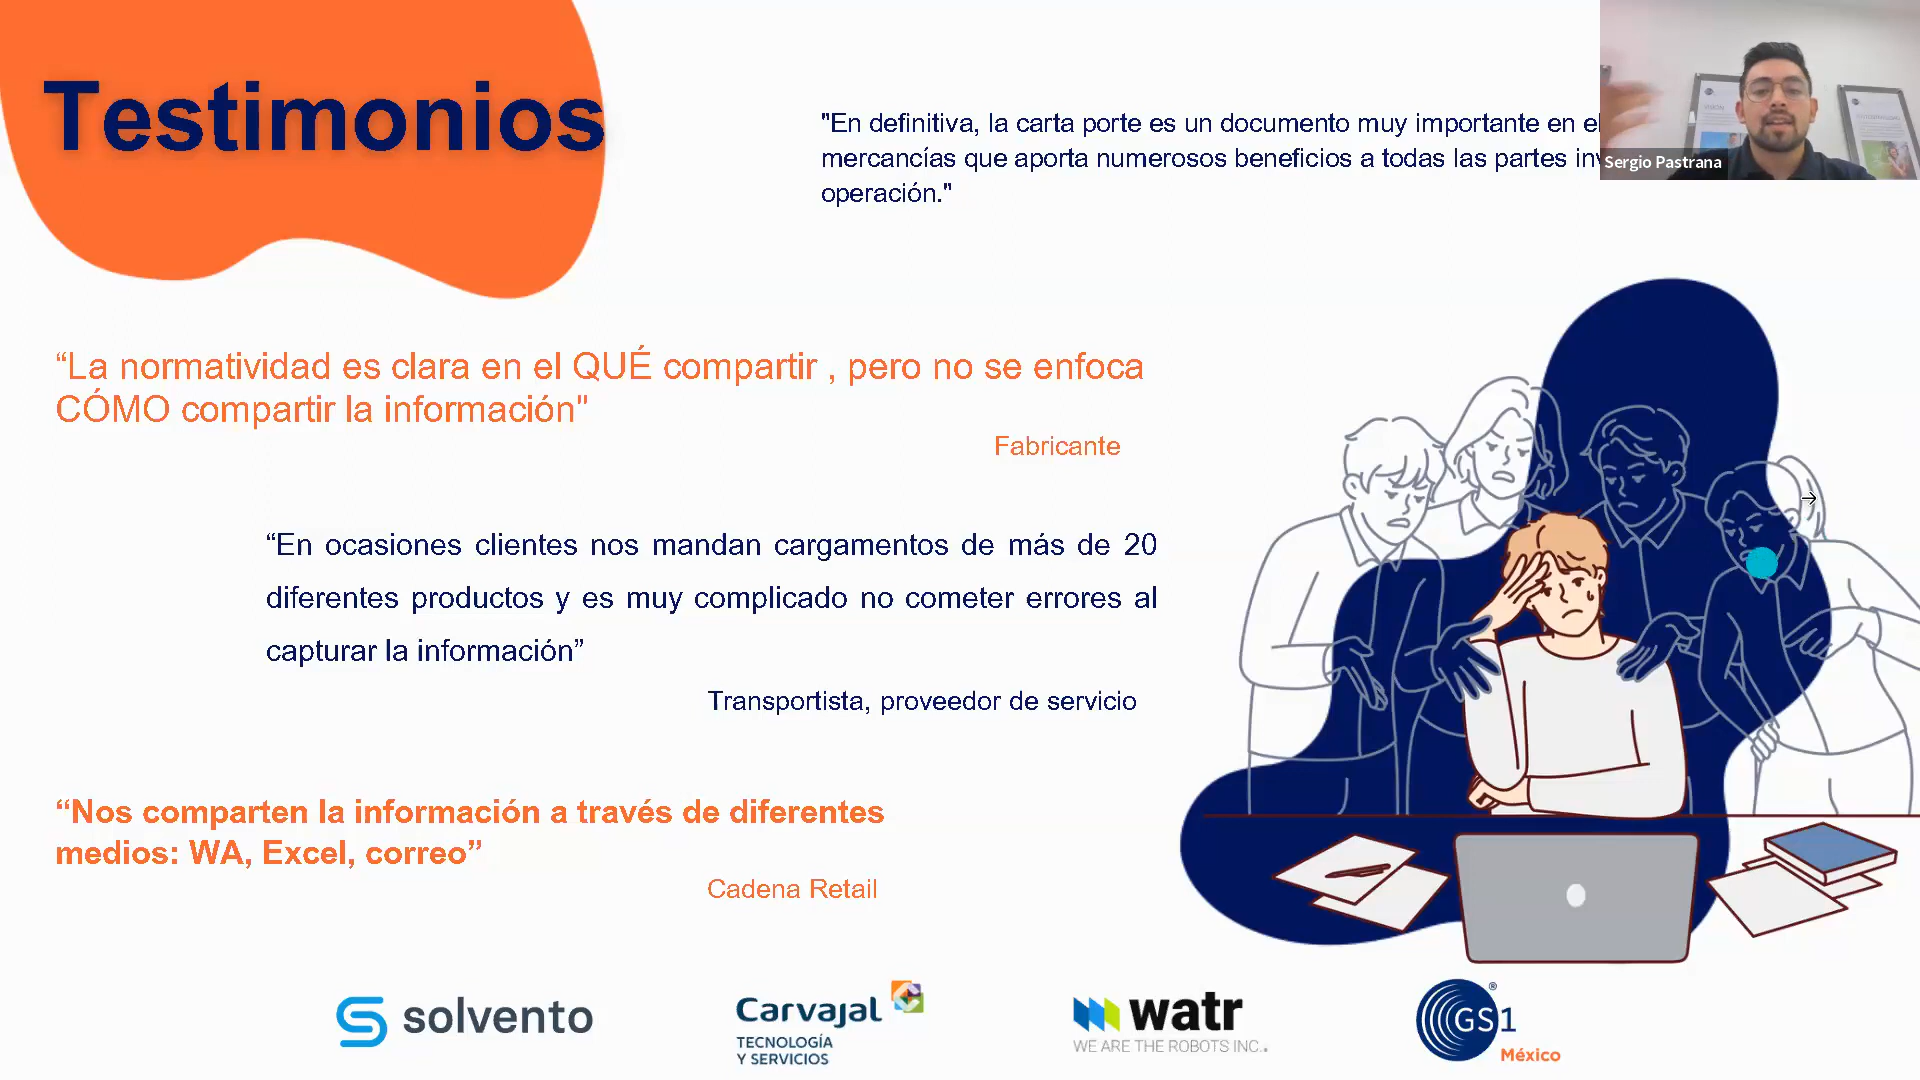 Testimonios
"En definitiva, la carta porte es un documento muy importante en el
mercancías que aporta numerosos beneficios a todas las partes inv
operación."
Sergio Pastrana
“La normatividad es clara en el QUÉ compartir , pero no se enfoca
CÓMO compartir la información"
Fabricante
“En ocasiones clientes nos mandan cargamentos de más de 20
diferentes productos y es muy complicado no cometer errores al
capturar la información”
Transportista, proveedor de servicio
“Nos comparten la información a través de diferentes
medios: WA, Excel, correo”
Cadena Retail
solvento
Carvajal
TECNOLOGÍA
Y SERVICIOS
watr
WE ARE THE ROBOTS INC.
GS1
México